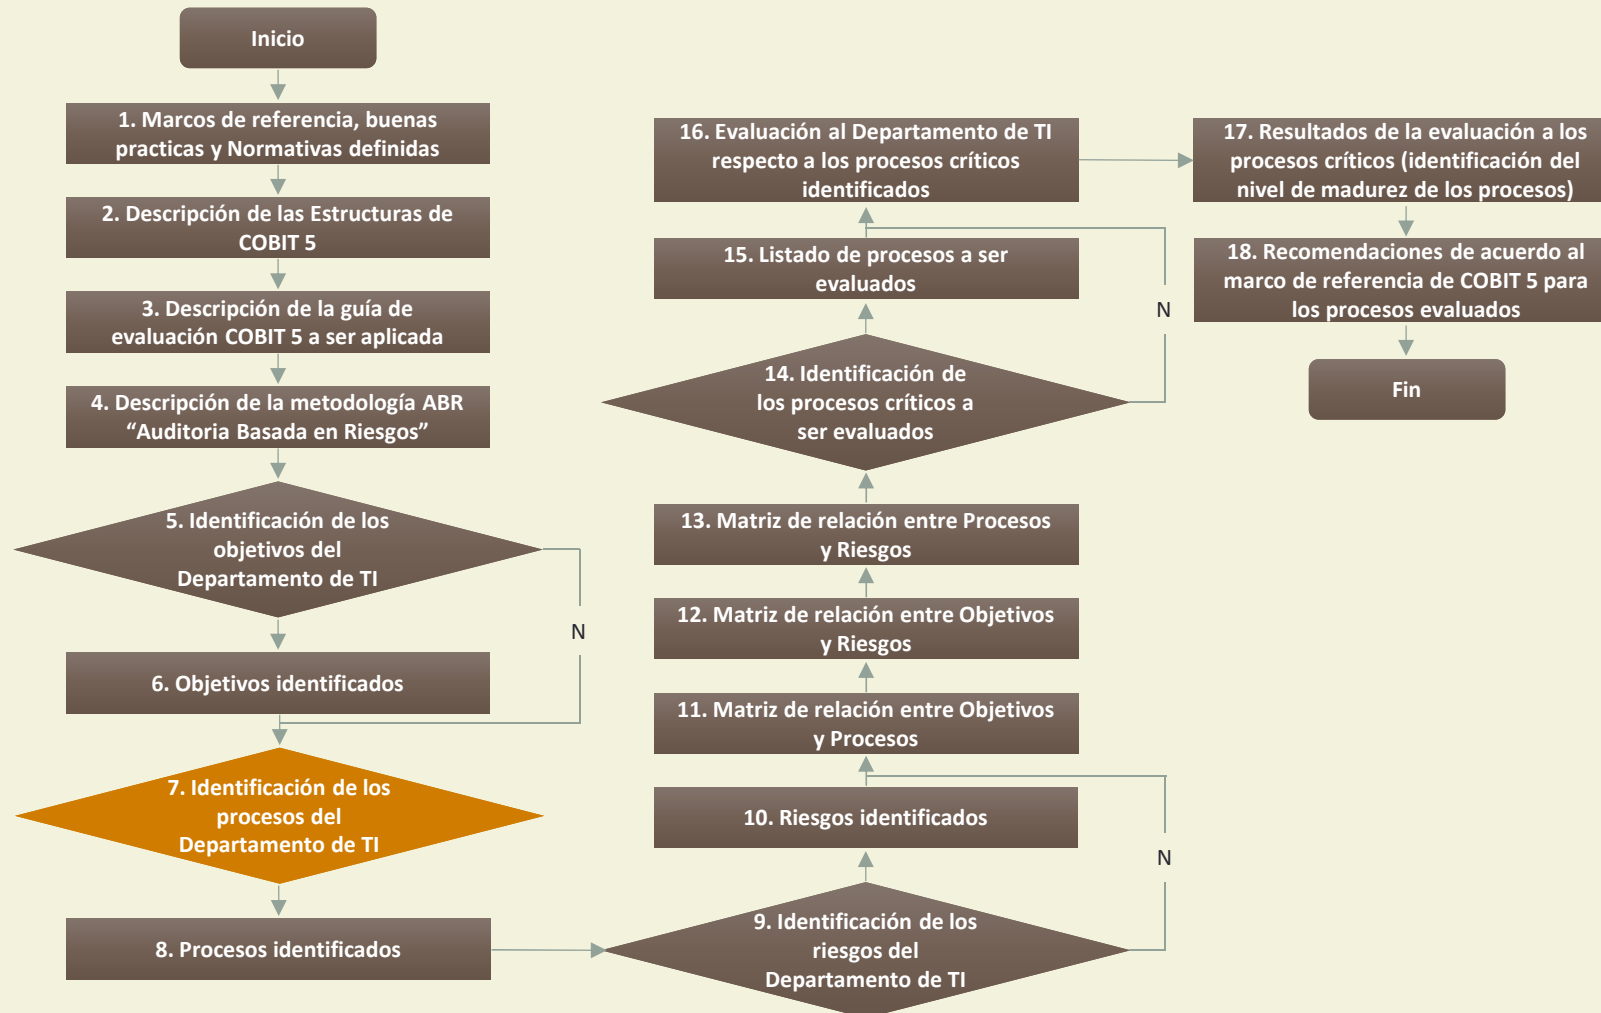 Inicio
1. Marcos de referencia, buenas
practicas y Normativas definidas
2. Descripción de las Estructuras de
COBIT 5
3. Descripción de la guía de
evaluación COBIT 5 a ser aplicada
4. Descripción de la metodología ABR
“Auditoria Basada en Riesgos”
5. Identificación de los
objetivos del
Departamento de TI
N
6. Objetivos identificados
7. Identificación de los
procesos del
Departamento de TI
8. Procesos identificados
9. Identificación de los
riesgos del
Departamento de TI
N
10. Riesgos identificados
11. Matriz de relación entre Objetivos
y Procesos
12. Matriz de relación entre Objetivos
y Riesgos
13. Matriz de relación entre Procesos
y Riesgos
14. Identificación de
los procesos críticos a
ser evaluados
N
15. Listado de procesos a ser
evaluados
16. Evaluación al Departamento de TI
respecto a los procesos críticos
identificados
17. Resultados de la evaluación a los
procesos críticos (identificación del
nivel de madurez de los procesos)
18. Recomendaciones de acuerdo al
marco de referencia de COBIT 5 para
los procesos evaluados
Fin